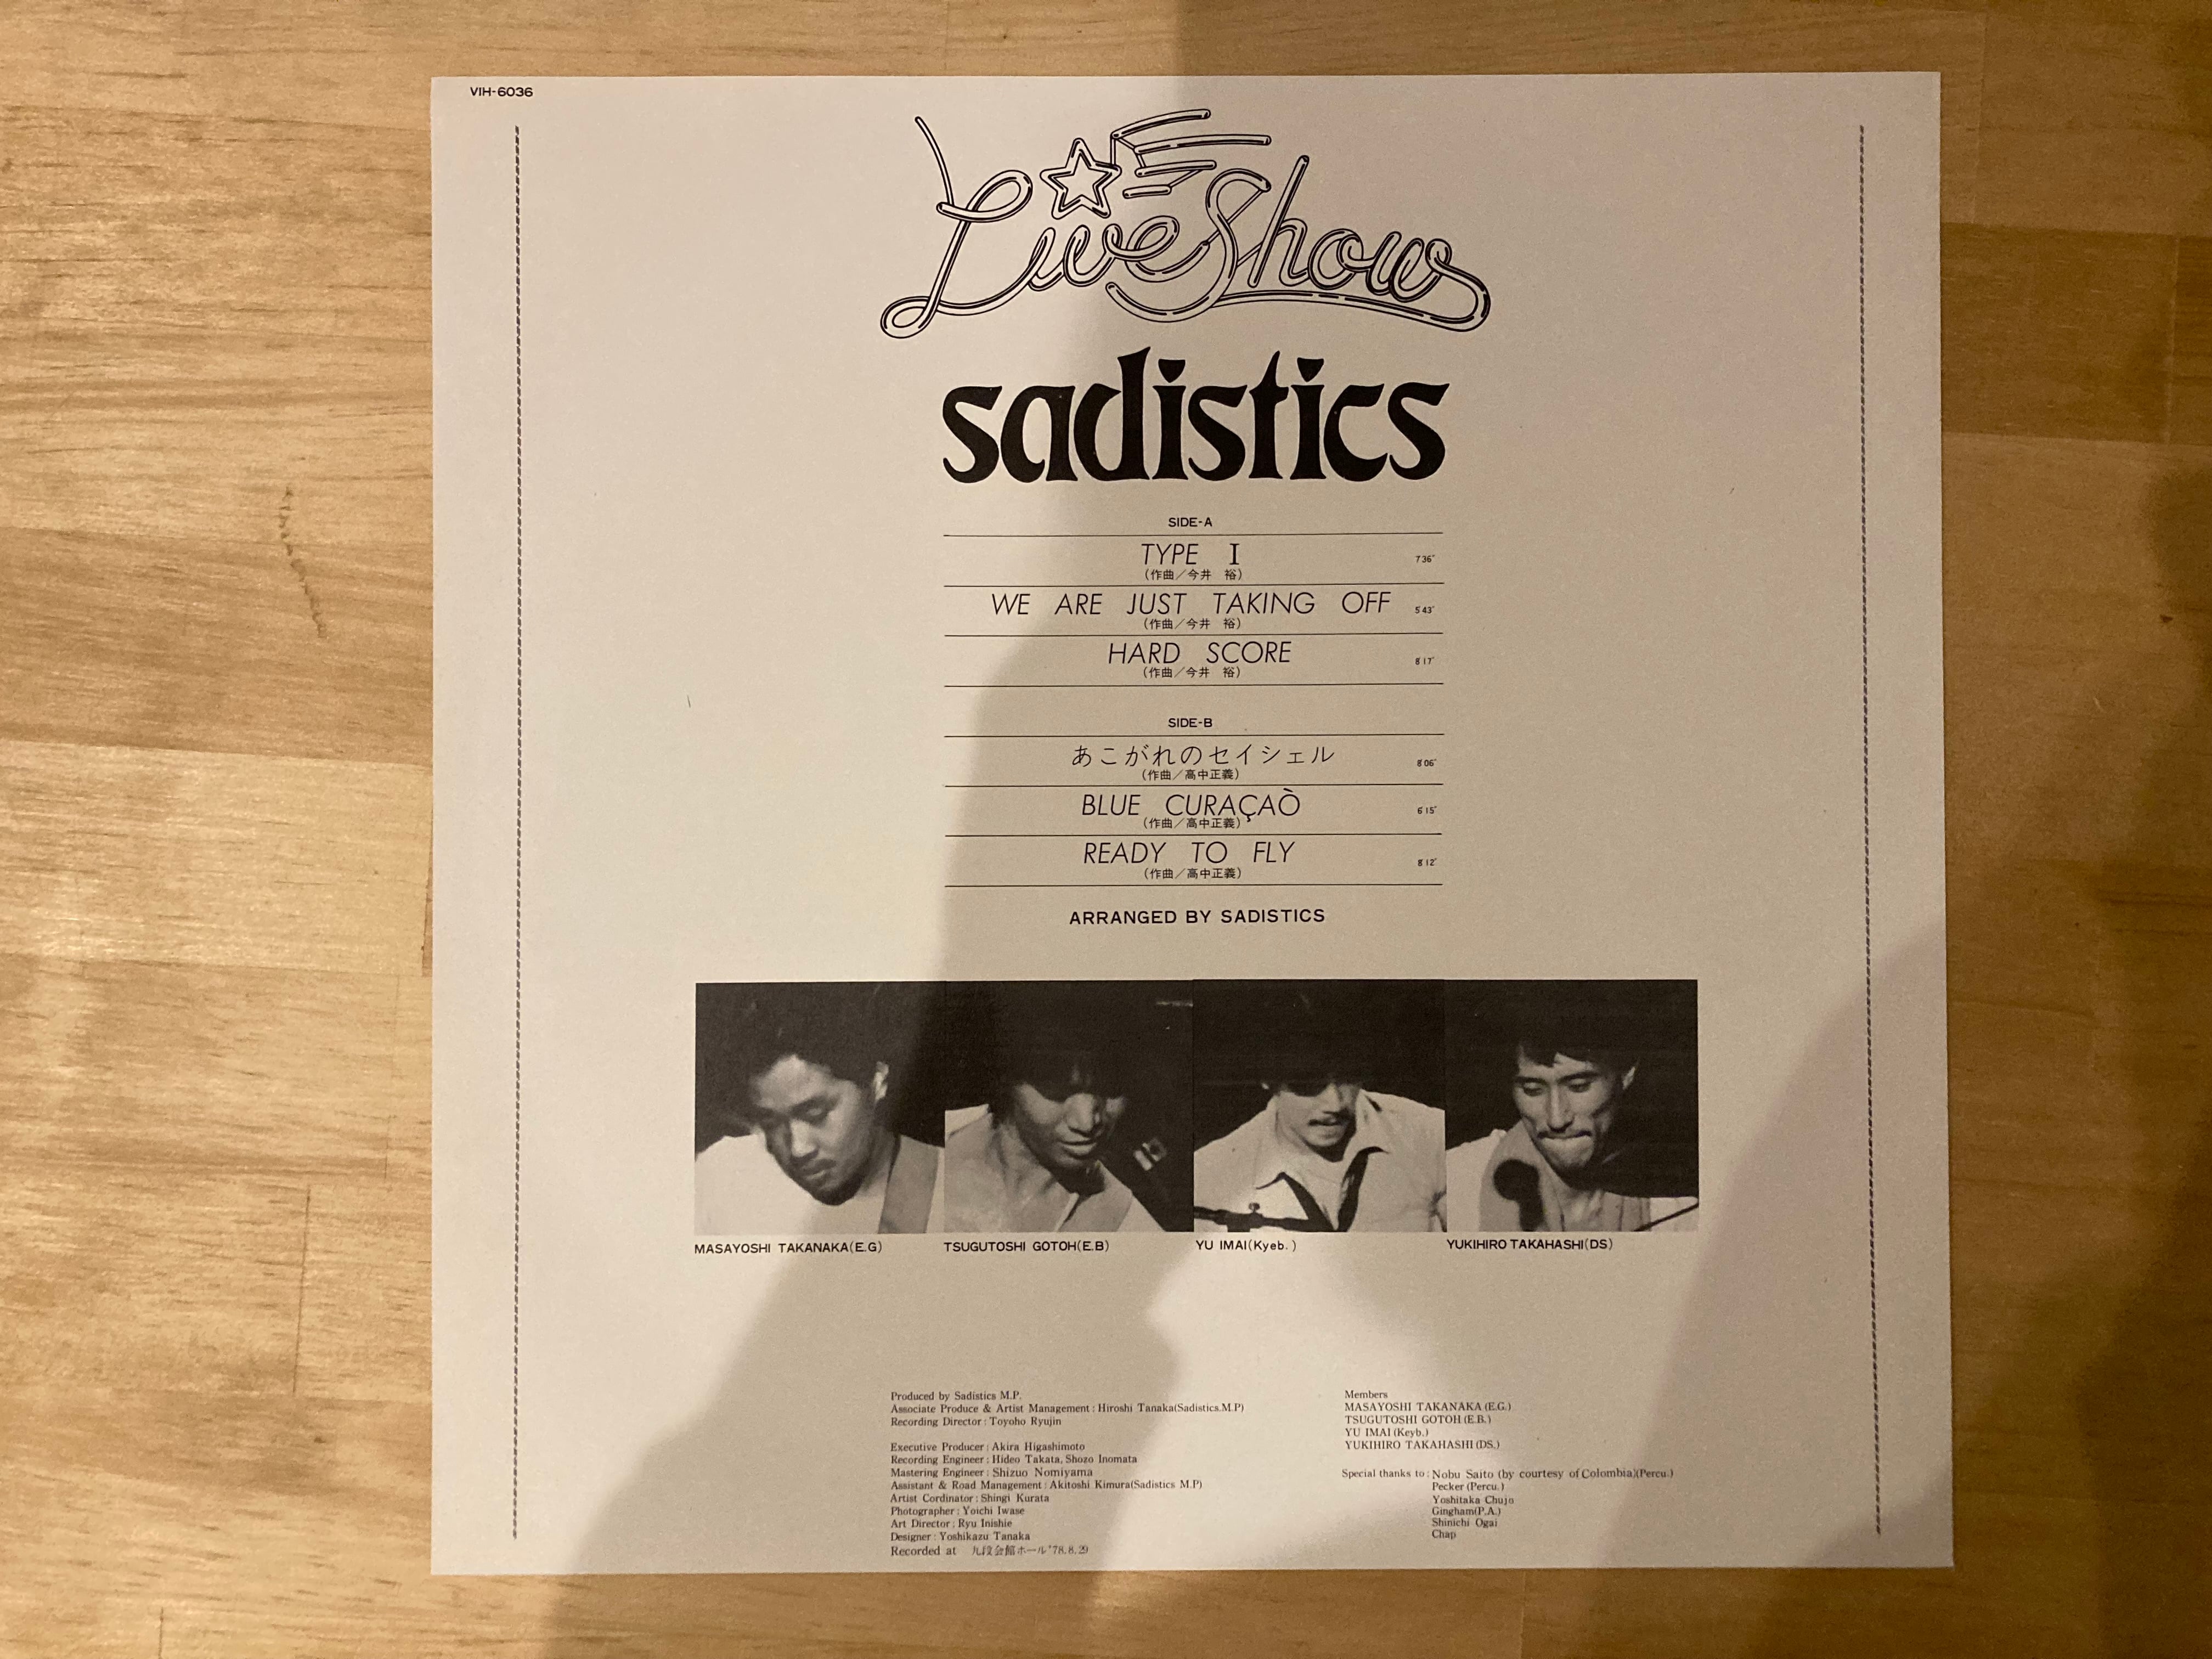 VIH-6036
Live Show
sadistics
SIDE-A
TYPE I 7'36"
(作曲/今井 裕)
WE ARE JUST TAKING OFF 5'43"
(作曲/今井 裕)
HARD SCORE 8'17"
(作曲/今井 裕)
SIDE-B
あこがれのセイシェル 8'06"
(作曲/高中正義)
BLUE CURAÇAÒ 6'15"
(作曲/高中正義)
READY TO FLY 8'12"
(作曲/高中正義)
ARRANGED BY SADISTICS
MASAYOSHI TAKANAKA(E.G)
TSUGUTOSHI GOTOH(E.B)
YU IMAI(Kyeb.)
YUKIHIRO TAKAHASHI(DS)
Produced by Sadistics M.P.
Associate Produce & Artist Management : Hiroshi Tanaka(Sadistics.M.P)
Recording Director : Toyoho Ryujin
Executive Producer : Akira Higashimoto
Recording Engineer : Hideo Takata, Shozo Inomata
Mastering Engineer : Shizuo Nomiyama
Assistant & Road Management : Akitoshi Kimura(Sadistics M.P)
Artist Cordinator : Shingi Kurata
Photographer : Yoichi Iwase
Art Director : Ryu Inishie
Designer : Yoshikazu Tanaka
Recorded at 九段会館ホール '78.8.29
Members
MASAYOSHI TAKANAKA (E.G.)
TSUGUTOSHI GOTOH (E.B.)
YU IMAI (Keyb.)
YUKIHIRO TAKAHASHI (DS.)
Special thanks to : Nobu Saito (by courtesy of Colombia)(Percu.)
Pecker (Percu.)
Yoshitaka Chujo
Gingham(P.A.)
Shinichi Ogai
Chap